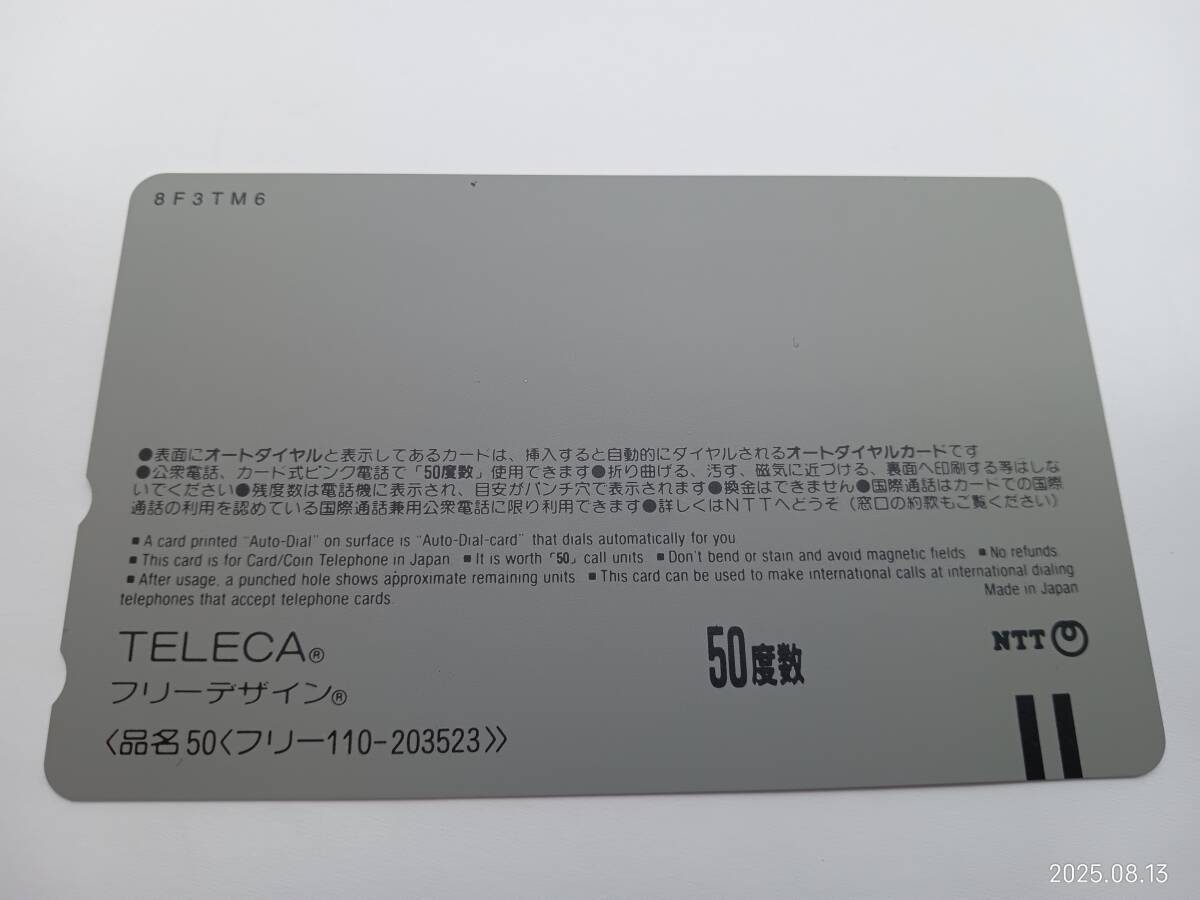 8F3TM6
●表面にオートダイヤルと表示してあるカードは、挿入すると自動的にダイヤルされるオートダイヤルカードです
●公衆電話、カード式ピンク電話で「50度数」使用できます●折り曲げる、汚す、磁気に近づける、裏面へ印刷する等はしな
いでください●残度数は電話機に表示され、目安がパンチ穴で表示されます●換金はできません●国際通話はカードでの国際
通話の利用を認めている国際通話兼用公衆電話に限り利用できます●詳しくはNTTへどうぞ（窓口の約款もご覧ください）
■ A card printed "Auto-Dial" on surface is "Auto-Dial-card" that dials automatically for you.
■ This card is for Card/Coin Telephone in Japan ■ It is worth「50」call units ■ Don't bend or stain and avoid magnetic fields ■ No refunds.
■ After usage, a punched hole shows approximate remaining units ■ This card can be used to make international calls at international dialing
telephones that accept telephone cards.
Made in Japan
TELECA®
50度数
NTT
フリーデザイン®
〈品名50〈フリー110-203523〉〉
2025.08.13